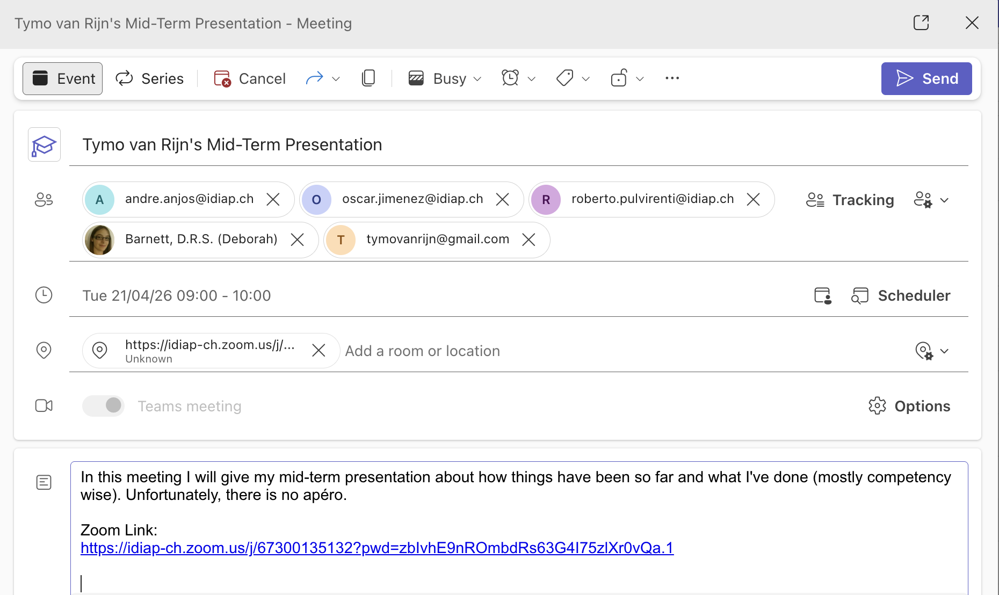 Tymo van Rijn's Mid-Term Presentation - Meeting
Event Series Cancel Busy Send
Tymo van Rijn's Mid-Term Presentation
A andre.anjos@idiap.ch O oscar.jimenez@idiap.ch R roberto.pulvirenti@idiap.ch Tracking
Barnett, D.R.S. (Deborah) T tymovanrijn@gmail.com
Tue 21/04/26 09:00 - 10:00 Scheduler
https://idiap-ch.zoom.us/j/... Add a room or location
Unknown
Teams meeting Options
In this meeting I will give my mid-term presentation about how things have been so far and what I've done (mostly competency
wise). Unfortunately, there is no apéro.
Zoom Link:
https://idiap-ch.zoom.us/j/67300135132?pwd=zbIvhE9nROmbdRs63G4I75zlXr0vQa.1